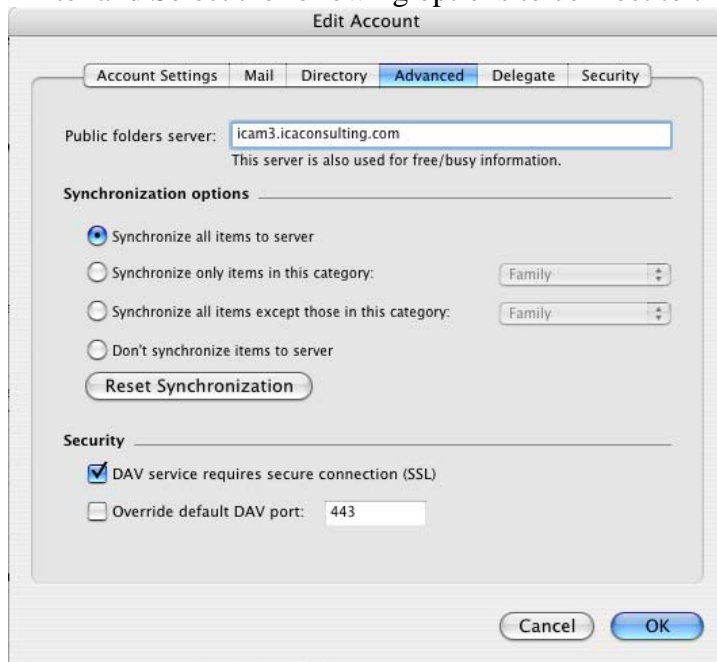 Edit Account
Account Settings Mail Directory Advanced Delegate Security
Public folders server: icam3.icaconsulting.com
This server is also used for free/busy information.
Synchronization options
Synchronize all items to server
Synchronize only items in this category: Family
Synchronize all items except those in this category: Family
Don't synchronize items to server
Reset Synchronization
Security
DAV service requires secure connection (SSL)
Override default DAV port: 443
Cancel OK